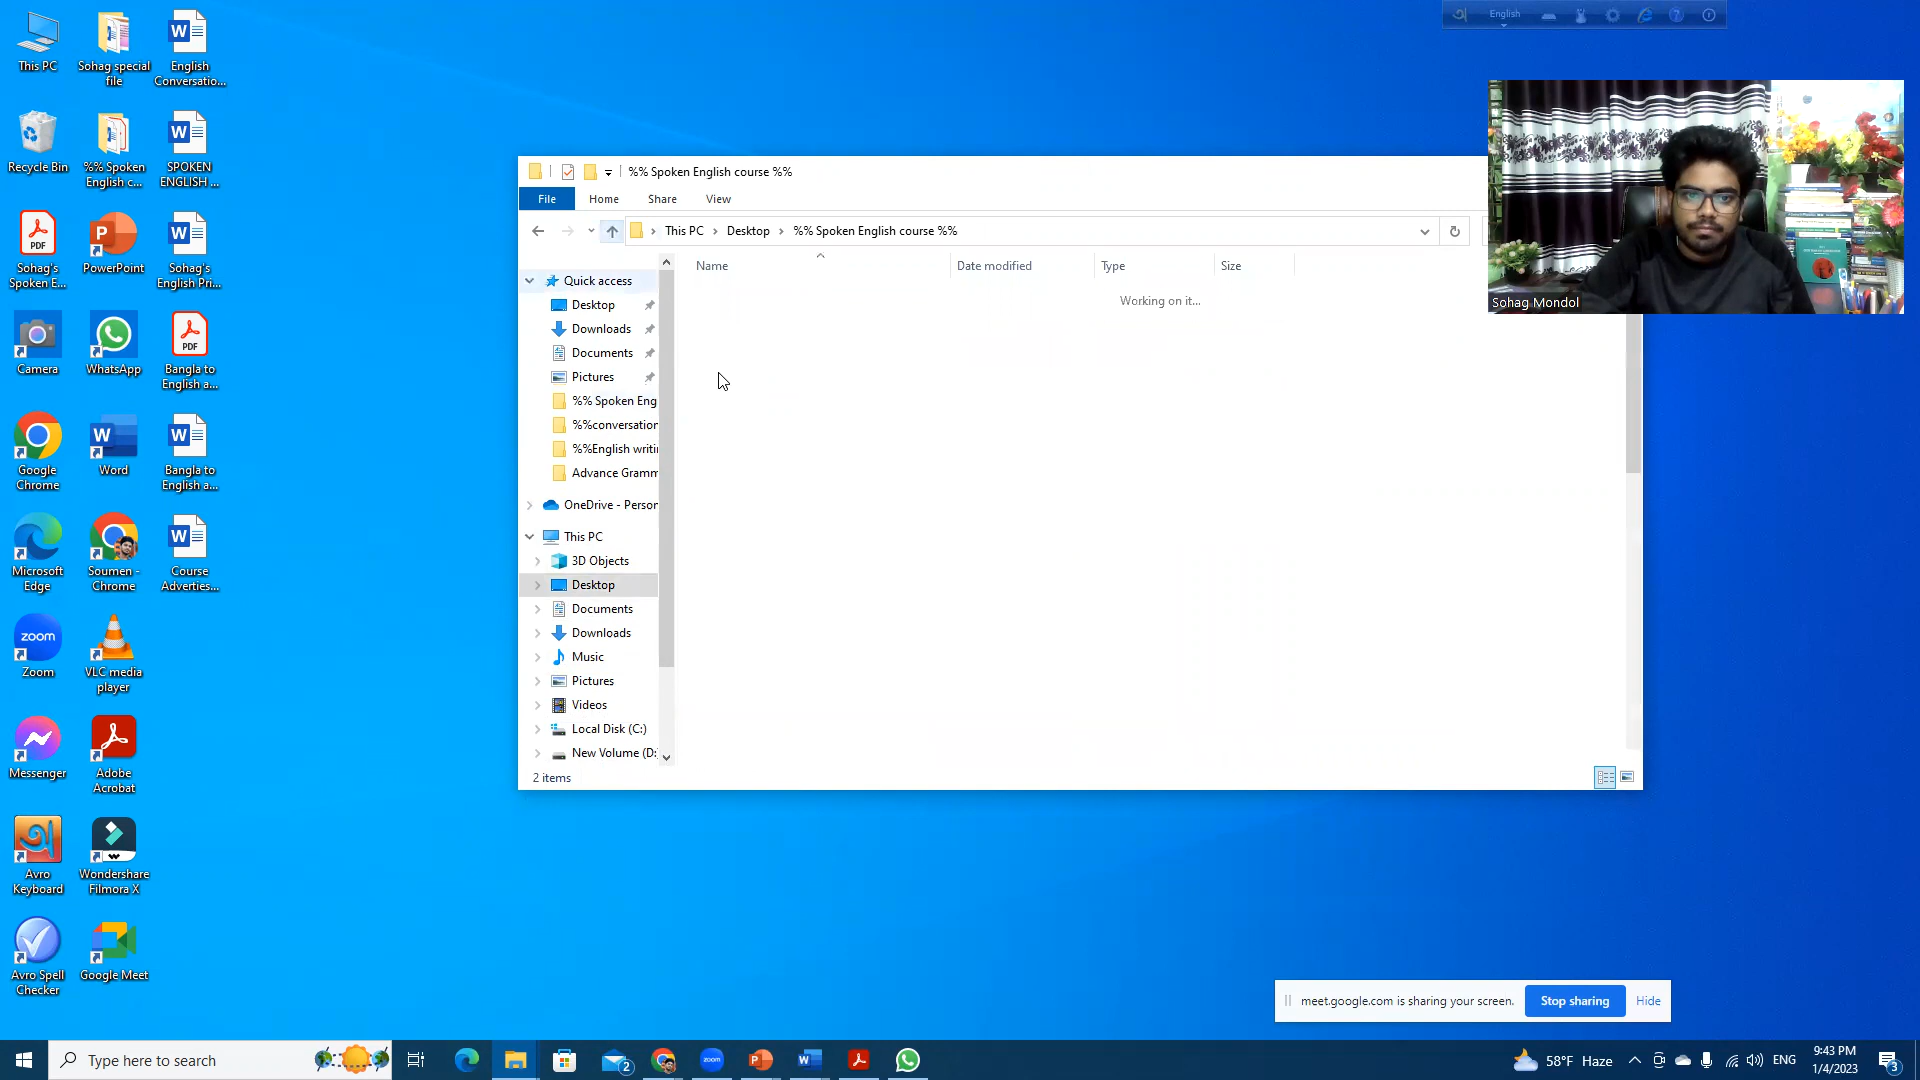 This PC
Sohag special
file
English
Conversatio...
Recycle Bin
%% Spoken
English c...
SPOKEN
ENGLISH ...
PDF
Sohag's
Spoken E...
PowerPoint
Sohag's
English Pri...
Camera
WhatsApp
PDF
Bangla to
English a...
Google
Chrome
Word
Bangla to
English a...
Microsoft
Edge
Soumen -
Chrome
Course
Adverties...
zoom
Zoom
VLC media
player
Messenger
Adobe
Acrobat
Avro
Keyboard
Wondershare
Filmora X
Avro Spell
Checker
Google Meet
English
%% Spoken English course %%
File Home Share View
This PC Desktop %% Spoken English course %%
Name Date modified Type Size
Working on it...
Quick access
Desktop
Downloads
Documents
Pictures
%% Spoken Eng
%%conversation
%%English writi
Advance Gramm
OneDrive - Person
This PC
3D Objects
Desktop
Documents
Downloads
Music
Pictures
Videos
Local Disk (C:)
New Volume (D:
2 items
Sohag Mondol
meet.google.com is sharing your screen. Stop sharing Hide
Type here to search
2
zoom
58°F Haze
ENG
9:43 PM
1/4/2023
3